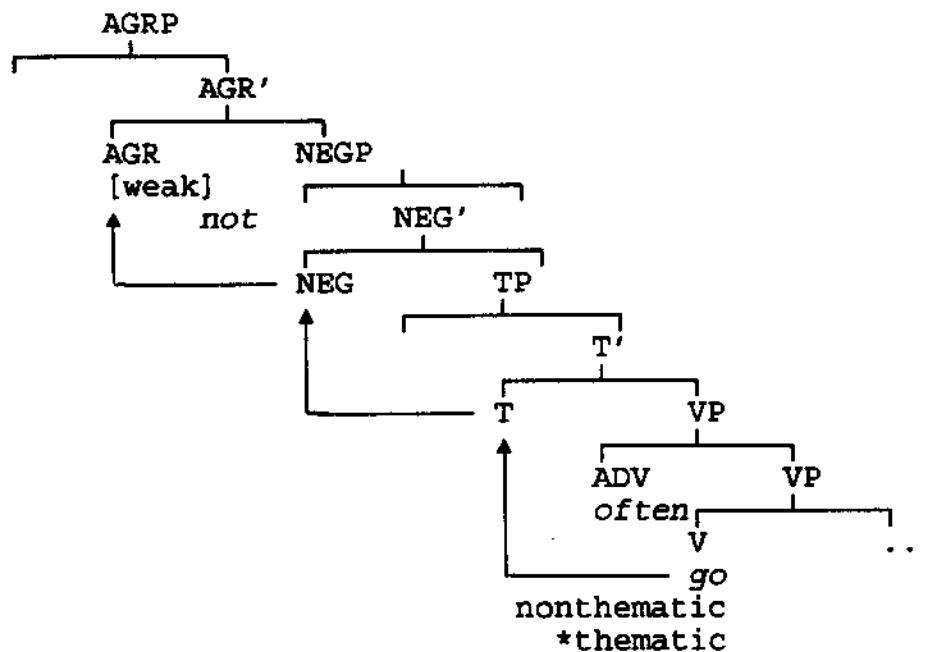 AGRP
AGR'
AGR NEGP
[weak]
not NEG'
NEG TP
T'
T VP
ADV VP
often
V ..
go
nonthematic
*thematic